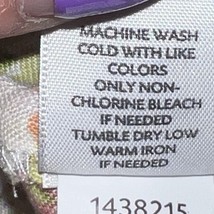 MACHINE WASH
COLD WITH LIKE
COLORS
ONLY NON-
CHLORINE BLEACH
IF NEEDED
TUMBLE DRY LOW
WARM IRON
IF NEEDED
1438215